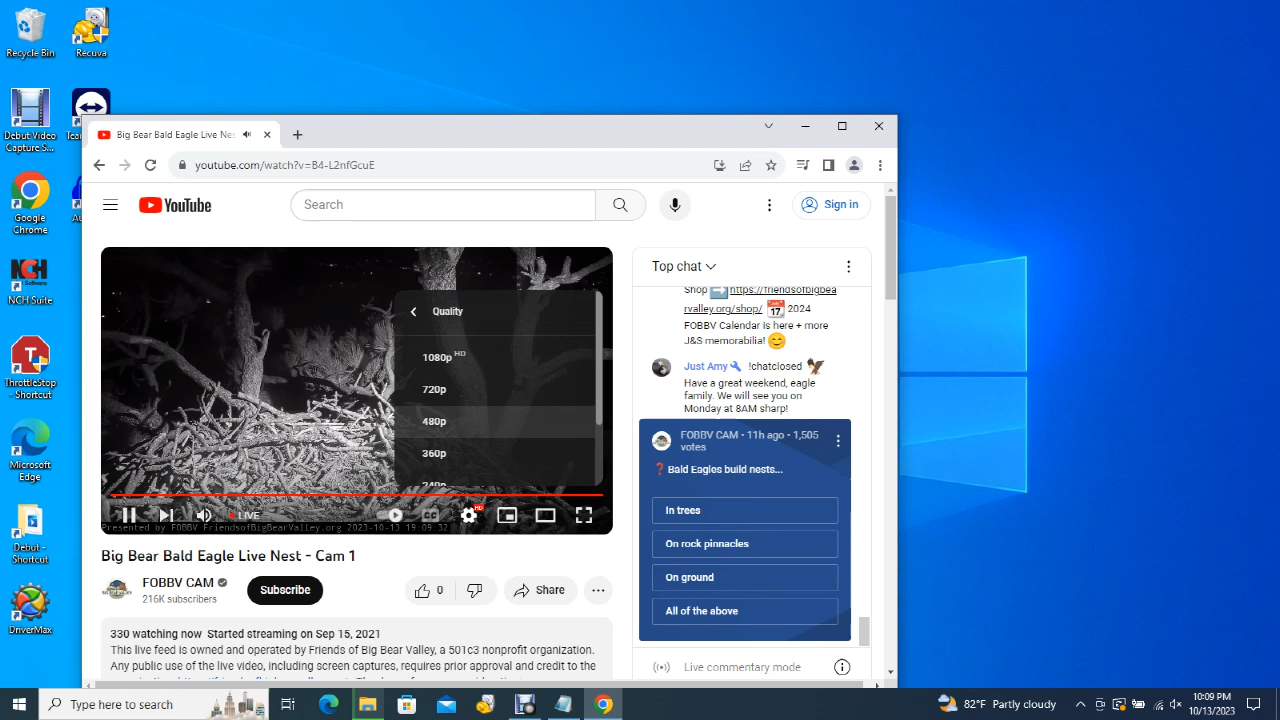 Recycle Bin
Recuva
Debut Video
Capture S...
Google
Chrome
NCH
NCH Suite
ThrottleStop
- Shortcut
Microsoft
Edge
Debut -
Shortcut
DriverMax
Big Bear Bald Eagle Live Nes
youtube.com/watch?v=B4-L2nfGcuE
YouTube
Search
Sign in
Quality
1080p HD
720p
480p
360p
240p
LIVE
HD
Presented by FOBBV FriendsofBigBearValley.org 2023-10-13 19:09:32
Big Bear Bald Eagle Live Nest - Cam 1
FOBBV CAM
216K subscribers
Subscribe
0
Share
330 watching now Started streaming on Sep 15, 2021
This live feed is owned and operated by Friends of Big Bear Valley, a 501c3 nonprofit organization.
Any public use of the live video, including screen captures, requires prior approval and credit to the
Top chat
Shop ➡️ https://friendsofbigbea
rvalley.org/shop/ 📆 2024
FOBBV Calendar is here + more
J&S memorabilia! 😊
Just Amy 🔧 !chatclosed 🦅
Have a great weekend, eagle
family. We will see you on
Monday at 8AM sharp!
FOBBV CAM • 11h ago • 1,505
votes
❓Bald Eagles build nests...
In trees
On rock pinnacles
On ground
All of the above
Live commentary mode
Type here to search
82°F Partly cloudy
10:09 PM
10/13/2023